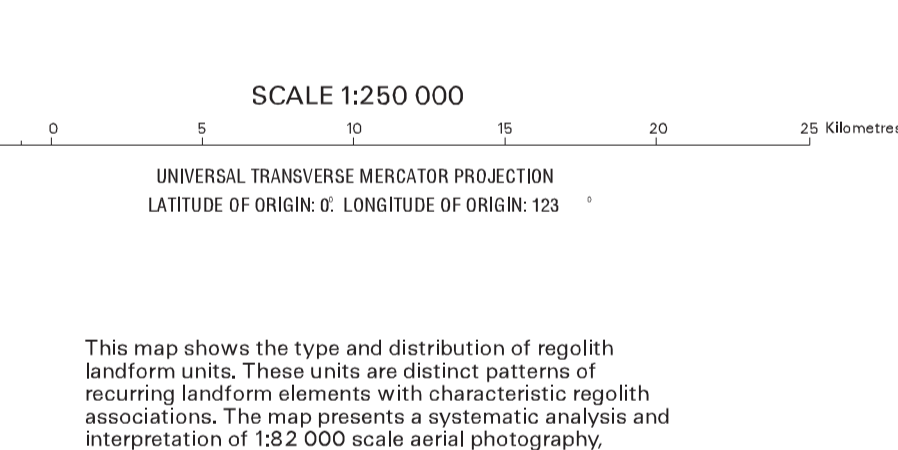 SCALE 1:250 000
0 5 10 15 20 25 Kilometres
UNIVERSAL TRANSVERSE MERCATOR PROJECTION
LATITUDE OF ORIGIN: 0°. LONGITUDE OF ORIGIN: 123 °
This map shows the type and distribution of regolith
landform units. These units are distinct patterns of
recurring landform elements with characteristic regolith
associations. The map presents a systematic analysis and
interpretation of 1:82 000 scale aerial photography,